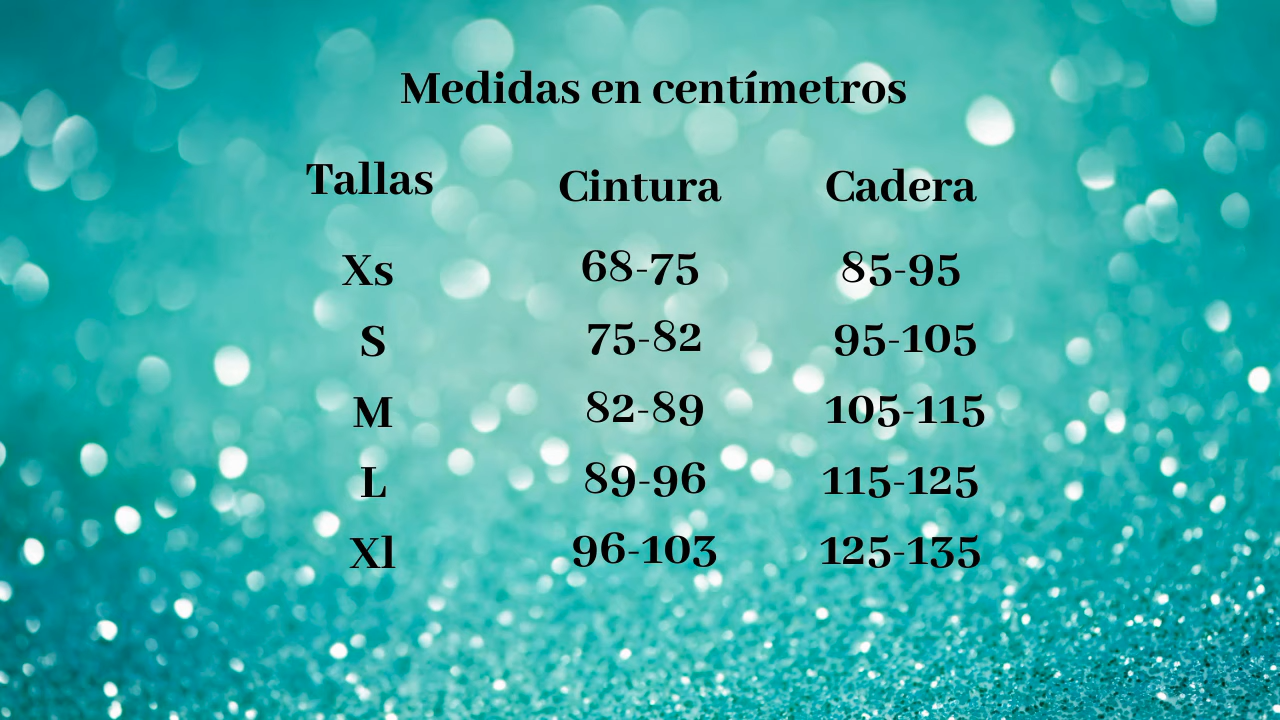 Medidas en centímetros
Tallas Cintura Cadera
Xs 68-75 85-95
S 75-82 95-105
M 82-89 105-115
L 89-96 115-125
Xl 96-103 125-135